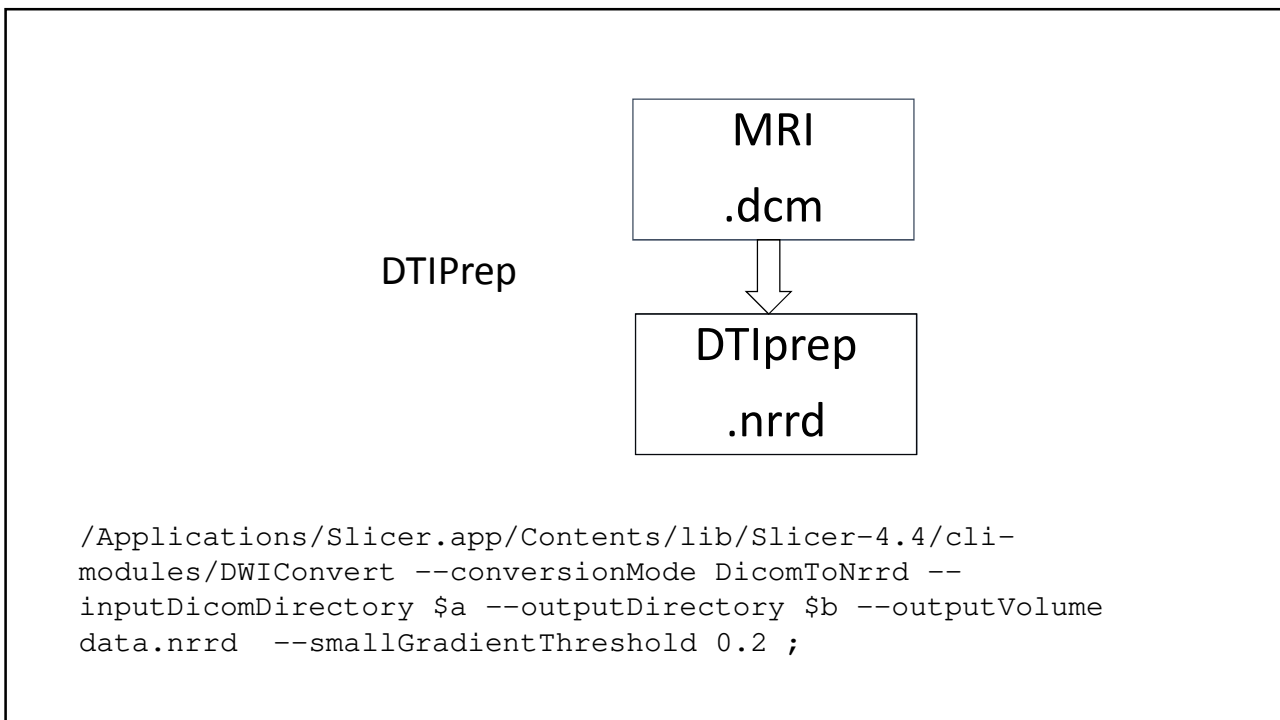 MRI
.dcm
DTIPrep
DTIprep
.nrrd
/Applications/Slicer.app/Contents/lib/Slicer-4.4/cli-
modules/DWIConvert --conversionMode DicomToNrrd --
inputDicomDirectory $a --outputDirectory $b --outputVolume
data.nrrd  --smallGradientThreshold 0.2 ;